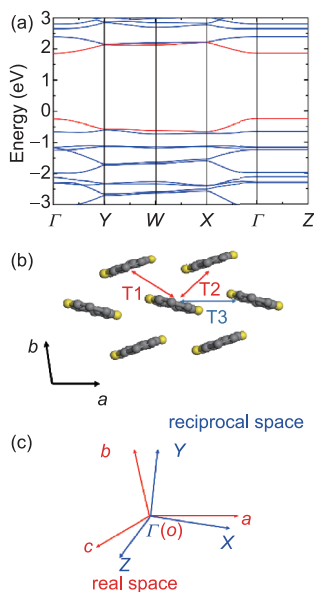 (a)
3
2
1
0
−1
−2
−3
Energy (eV)
Γ Y W X Γ Z
(b)
T1 T2
T3
b
a
(c)
reciprocal space
b Y
a
Γ(o)
X
c
Z
real space